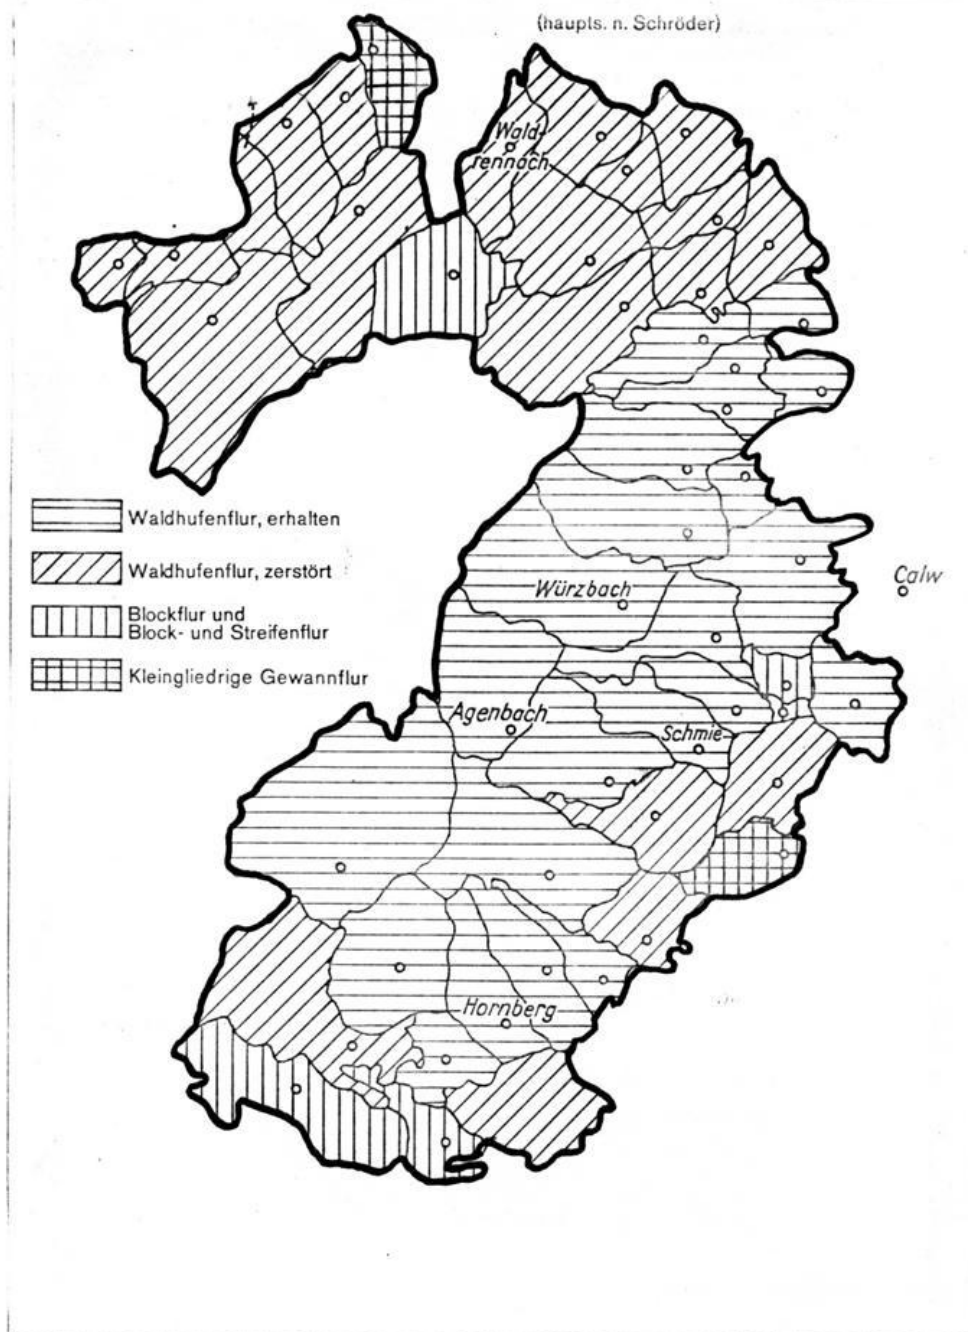 (haupts. n. Schröder)
Wald-
rennach
Waldhufenflur, erhalten
Waldhufenflur, zerstört
Blockflur und
Block- und Streifenflur
Kleingliedrige Gewannflur
Würzbach
Calw
Agenbach
Schmie
Hornberg